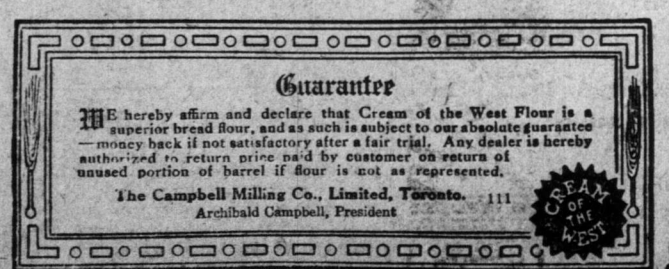 Guarantee
WE hereby affirm and declare that Cream of the West Flour is a
superior bread flour, and as such is subject to our absolute guarantee
—money back if not satisfactory after a fair trial. Any dealer is hereby
authorized to return price paid by customer on return of
unused portion of barrel if flour is not as represented.
The Campbell Milling Co., Limited, Toronto. 111
Archibald Campbell, President
CREAM
OF
THE
WEST